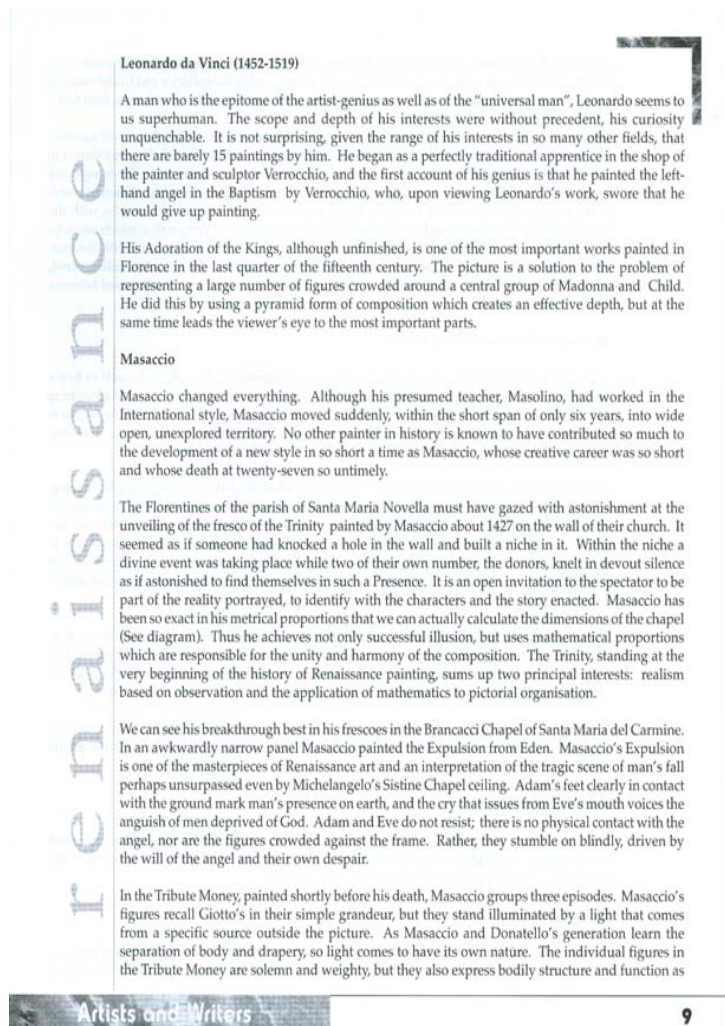 Leonardo da Vinci (1452-1519)
A man who is the epitome of the artist-genius as well as of the "universal man", Leonardo seems to
us superhuman. The scope and depth of his interests were without precedent, his curiosity
unquenchable. It is not surprising, given the range of his interests in so many other fields, that
there are barely 15 paintings by him. He began as a perfectly traditional apprentice in the shop of
the painter and sculptor Verrocchio, and the first account of his genius is that he painted the left-
hand angel in the Baptism by Verrocchio, who, upon viewing Leonardo's work, swore that he
would give up painting.
His Adoration of the Kings, although unfinished, is one of the most important works painted in
Florence in the last quarter of the fifteenth century. The picture is a solution to the problem of
representing a large number of figures crowded around a central group of Madonna and Child.
He did this by using a pyramid form of composition which creates an effective depth, but at the
same time leads the viewer's eye to the most important parts.
Masaccio
Masaccio changed everything. Although his presumed teacher, Masolino, had worked in the
International style, Masaccio moved suddenly, within the short span of only six years, into wide
open, unexplored territory. No other painter in history is known to have contributed so much to
the development of a new style in so short a time as Masaccio, whose creative career was so short
and whose death at twenty-seven so untimely.
The Florentines of the parish of Santa Maria Novella must have gazed with astonishment at the
unveiling of the fresco of the Trinity painted by Masaccio about 1427 on the wall of their church. It
seemed as if someone had knocked a hole in the wall and built a niche in it. Within the niche a
divine event was taking place while two of their own number, the donors, knelt in devout silence
as if astonished to find themselves in such a Presence. It is an open invitation to the spectator to be
part of the reality portrayed, to identify with the characters and the story enacted. Masaccio has
been so exact in his metrical proportions that we can actually calculate the dimensions of the chapel
(See diagram). Thus he achieves not only successful illusion, but uses mathematical proportions
which are responsible for the unity and harmony of the composition. The Trinity, standing at the
very beginning of the history of Renaissance painting, sums up two principal interests: realism
based on observation and the application of mathematics to pictorial organisation.
We can see his breakthrough best in his frescoes in the Brancacci Chapel of Santa Maria del Carmine.
In an awkwardly narrow panel Masaccio painted the Expulsion from Eden. Masaccio's Expulsion
is one of the masterpieces of Renaissance art and an interpretation of the tragic scene of man's fall
perhaps unsurpassed even by Michelangelo's Sistine Chapel ceiling. Adam's feet clearly in contact
with the ground mark man's presence on earth, and the cry that issues from Eve's mouth voices the
anguish of men deprived of God. Adam and Eve do not resist; there is no physical contact with the
angel, nor are the figures crowded against the frame. Rather, they stumble on blindly, driven by
the will of the angel and their own despair.
In the Tribute Money, painted shortly before his death, Masaccio groups three episodes. Masaccio's
figures recall Giotto's in their simple grandeur, but they stand illuminated by a light that comes
from a specific source outside the picture. As Masaccio and Donatello's generation learn the
separation of body and drapery, so light comes to have its own nature. The individual figures in
the Tribute Money are solemn and weighty, but they also express bodily structure and function as
renaissance
Artists and Writers
9